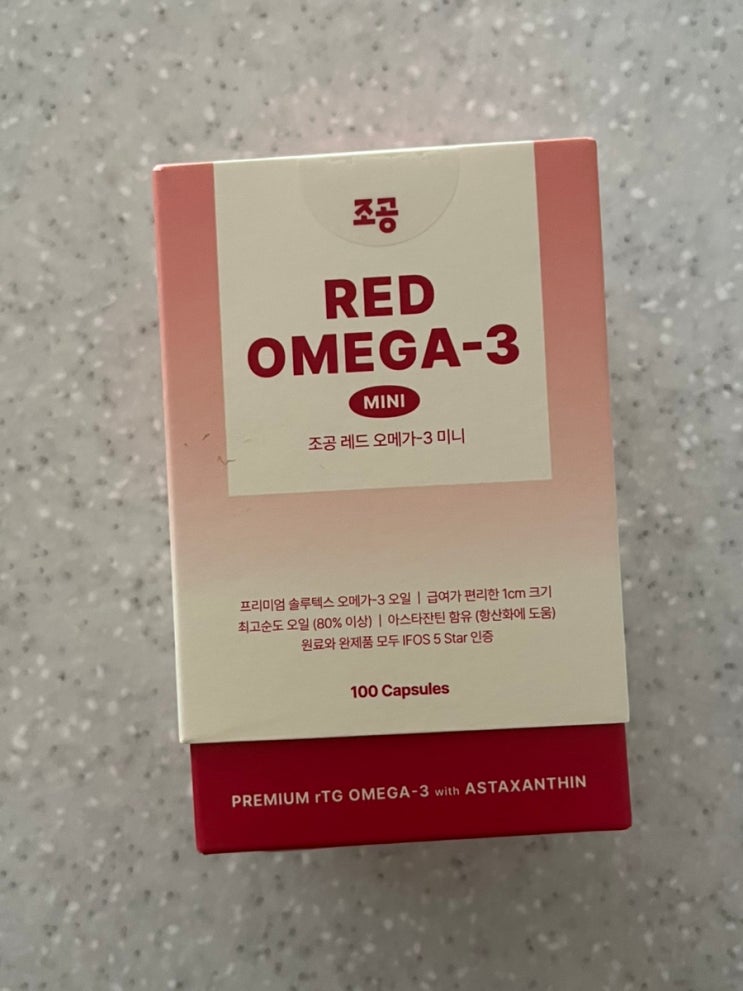 조공
RED
OMEGA-3
MINI
조공 레드 오메가-3 미니
프리미엄 솔루텍스 오메가-3 오일 | 급여가 편리한 1cm 크기
최고순도 오일 (80% 이상) | 아스타잔틴 함유 (항산화에 도움)
원료와 완제품 모두 IFOS 5 Star 인증
100 Capsules
PREMIUM rTG OMEGA-3 with ASTAXANTHIN